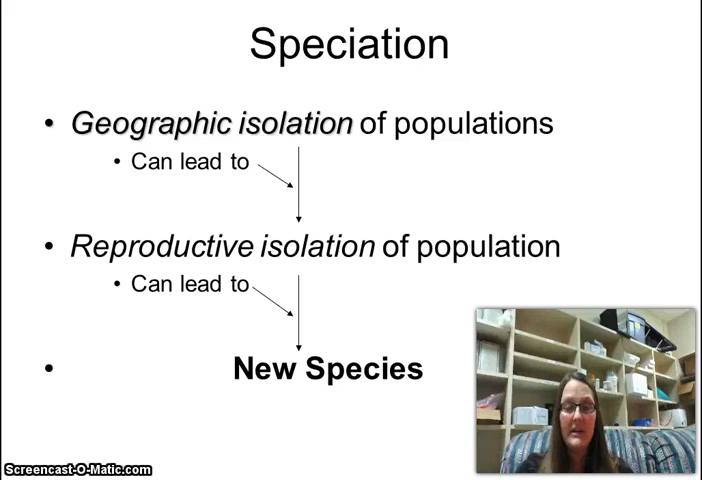 Speciation
• Geographic isolation of populations
• Can lead to
• Reproductive isolation of population
• Can lead to
• New Species
Screencast-O-Matic.com